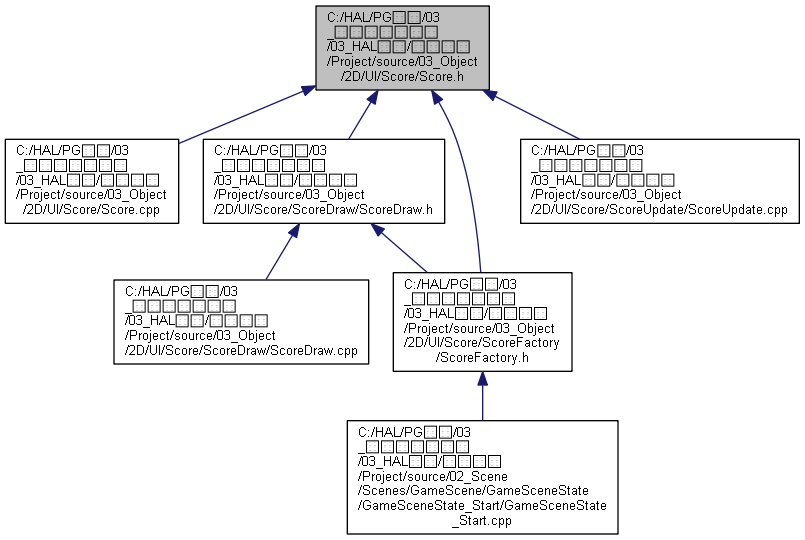 C:/HAL/PG□□/03
_□□□□□□□
/03_HAL□□/□□□□
/Project/source/03_Object
/2D/UI/Score/Score.h
C:/HAL/PG□□/03
_□□□□□□□
/03_HAL□□/□□□□
/Project/source/03_Object
/2D/UI/Score/Score.cpp
C:/HAL/PG□□/03
_□□□□□□□
/03_HAL□□/□□□□
/Project/source/03_Object
/2D/UI/Score/ScoreDraw/ScoreDraw.h
C:/HAL/PG□□/03
_□□□□□□□
/03_HAL□□/□□□□
/Project/source/03_Object
/2D/UI/Score/ScoreUpdate/ScoreUpdate.cpp
C:/HAL/PG□□/03
_□□□□□□□
/03_HAL□□/□□□□
/Project/source/03_Object
/2D/UI/Score/ScoreDraw/ScoreDraw.cpp
C:/HAL/PG□□/03
_□□□□□□□
/03_HAL□□/□□□□
/Project/source/03_Object
/2D/UI/Score/ScoreFactory
/ScoreFactory.h
C:/HAL/PG□□/03
_□□□□□□□
/03_HAL□□/□□□□
/Project/source/02_Scene
/Scenes/GameScene/GameSceneState
/GameSceneState_Start/GameSceneState
_Start.cpp